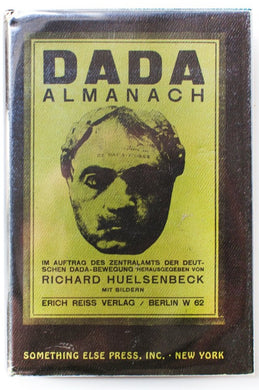 DADA
ALMANACH
IM AUFTRAG DES ZENTRALAMTS DER DEUT-
SCHEN DADA-BEWEGUNG HERAUSGEGEBEN VON
RICHARD HUELSENBECK
MIT BILDERN
ERICH REISS VERLAG / BERLIN W 62
SOMETHING ELSE PRESS, INC. · NEW YORK